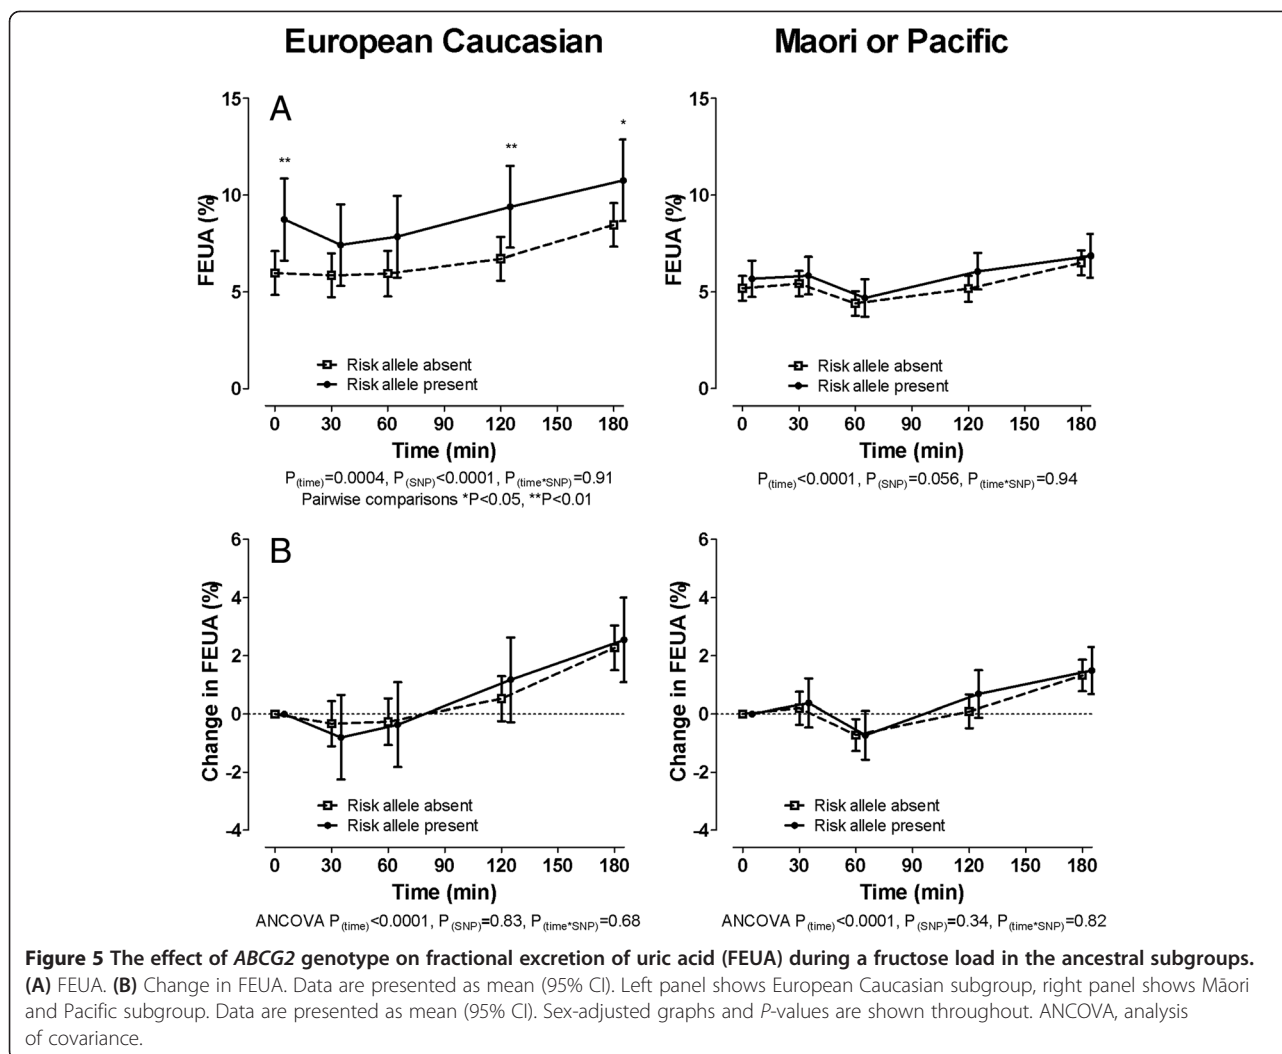 European Caucasian
Maori or Pacific
A
15
10
5
0
FEUA (%)
**
**
*
Risk allele absent
Risk allele present
0 30 60 90 120 150 180
Time (min)
P(time)=0.0004, P(SNP)<0.0001, P(time*SNP)=0.91
Pairwise comparisons *P<0.05, **P<0.01
15
10
5
0
FEUA (%)
Risk allele absent
Risk allele present
0 30 60 90 120 150 180
Time (min)
P(time)<0.0001, P(SNP)=0.056, P(time*SNP)=0.94
B
6
4
2
0
-2
-4
Change in FEUA (%)
Risk allele absent
Risk allele present
0 30 60 90 120 150 180
Time (min)
ANCOVA P(time)<0.0001, P(SNP)=0.83, P(time*SNP)=0.68
6
4
2
0
-2
-4
Change in FEUA (%)
Risk allele absent
Risk allele present
0 30 60 90 120 150 180
Time (min)
ANCOVA P(time)<0.0001, P(SNP)=0.34, P(time*SNP)=0.82
Figure 5 The effect of ABCG2 genotype on fractional excretion of uric acid (FEUA) during a fructose load in the ancestral subgroups.
(A) FEUA. (B) Change in FEUA. Data are presented as mean (95% CI). Left panel shows European Caucasian subgroup, right panel shows Māori
and Pacific subgroup. Data are presented as mean (95% CI). Sex-adjusted graphs and P-values are shown throughout. ANCOVA, analysis
of covariance.